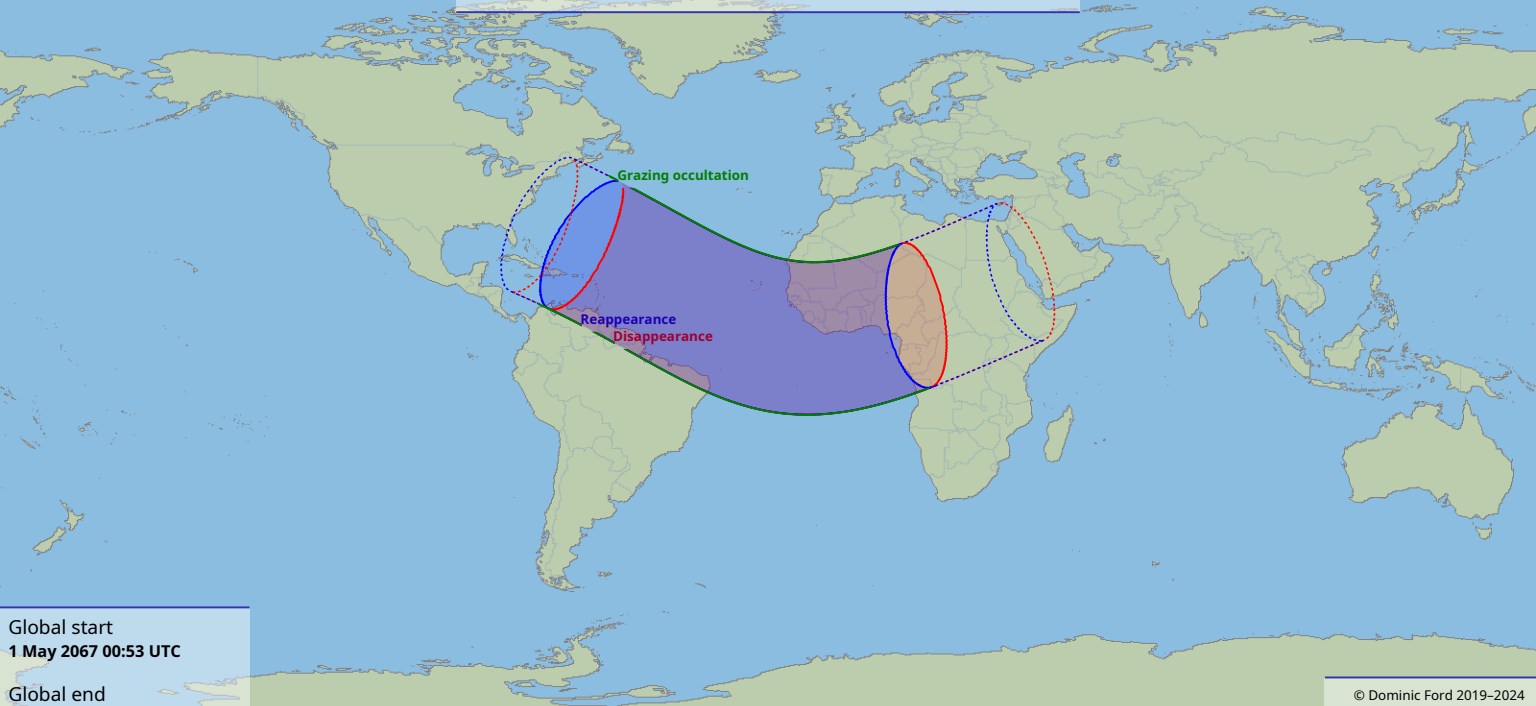 Grazing occultation
Reappearance
Disappearance
Global start
1 May 2067 00:53 UTC
Global end
© Dominic Ford 2019–2024